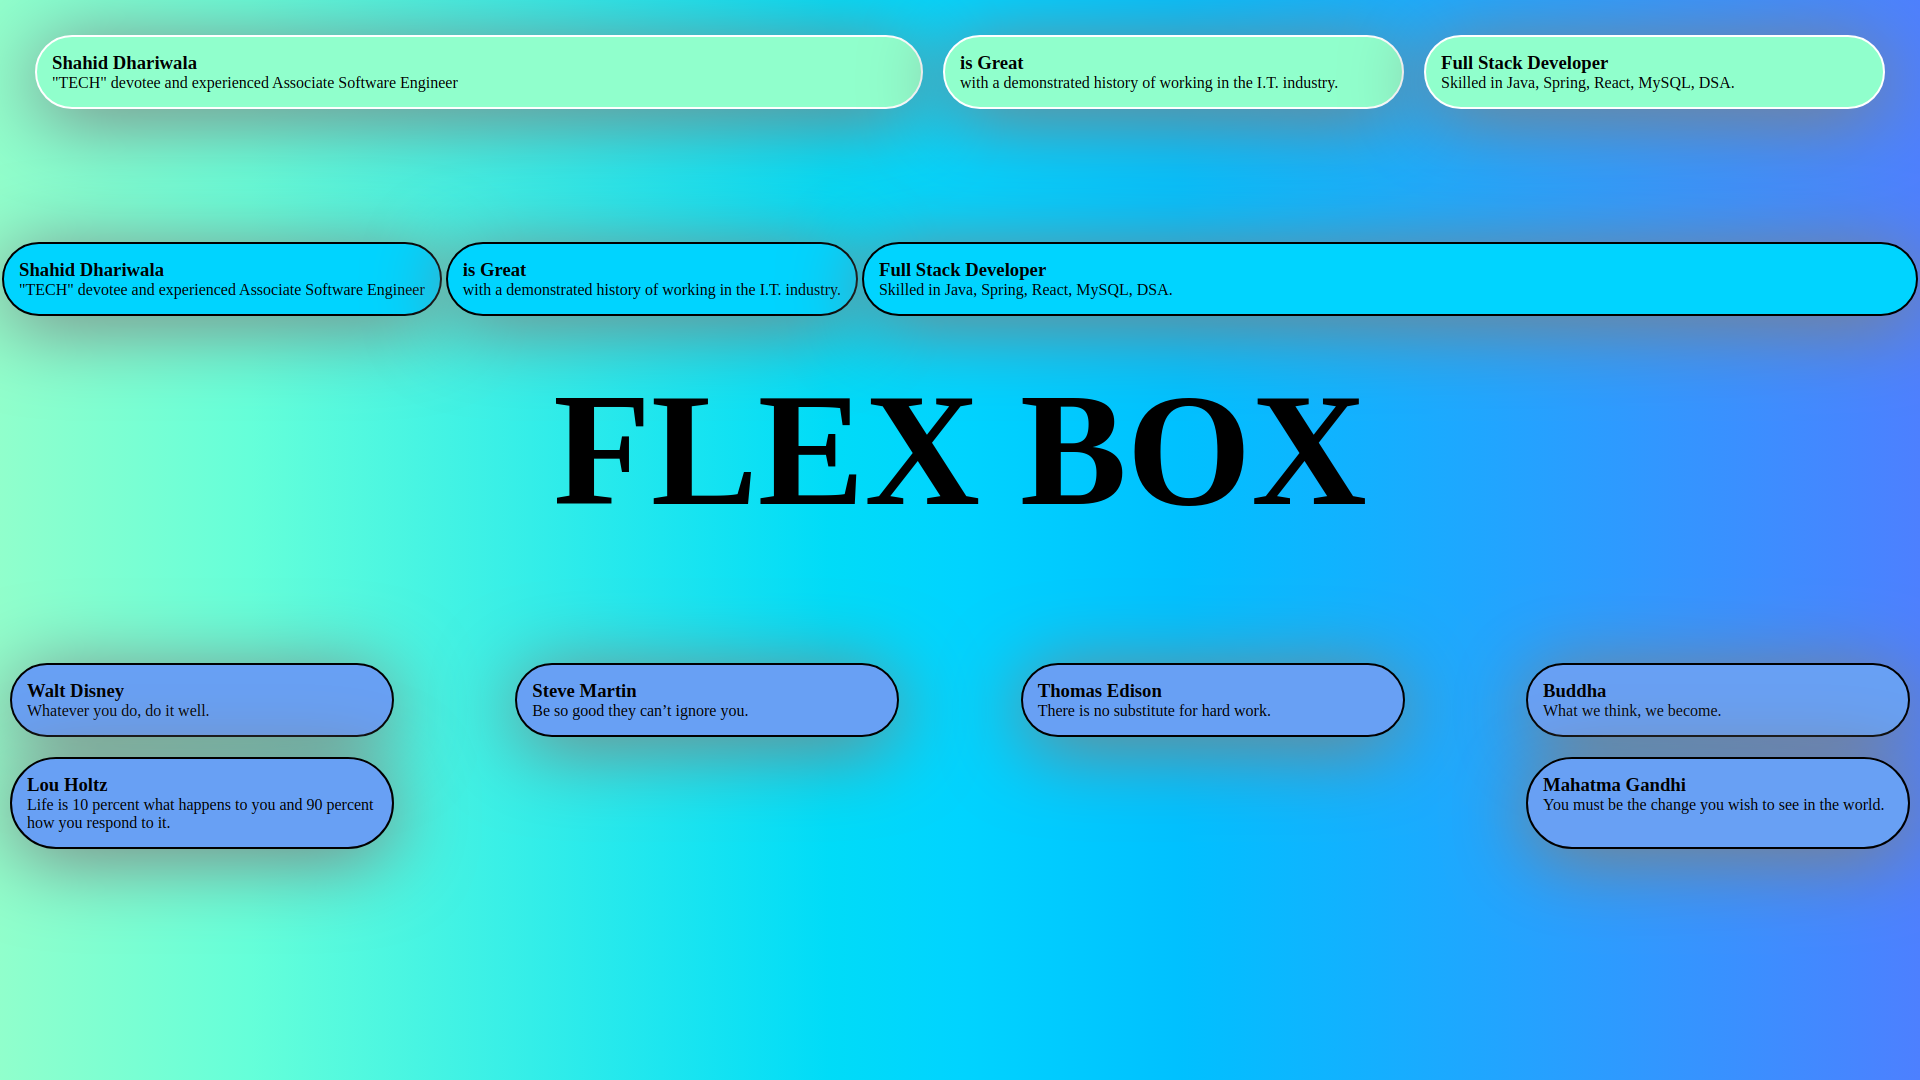 Shahid Dhariwala
"TECH" devotee and experienced Associate Software Engineer
is Great
with a demonstrated history of working in the I.T. industry.
Full Stack Developer
Skilled in Java, Spring, React, MySQL, DSA.
Shahid Dhariwala
"TECH" devotee and experienced Associate Software Engineer
is Great
with a demonstrated history of working in the I.T. industry.
Full Stack Developer
Skilled in Java, Spring, React, MySQL, DSA.
FLEX BOX
Walt Disney
Whatever you do, do it well.
Steve Martin
Be so good they can’t ignore you.
Thomas Edison
There is no substitute for hard work.
Buddha
What we think, we become.
Lou Holtz
Life is 10 percent what happens to you and 90 percent
how you respond to it.
Mahatma Gandhi
You must be the change you wish to see in the world.